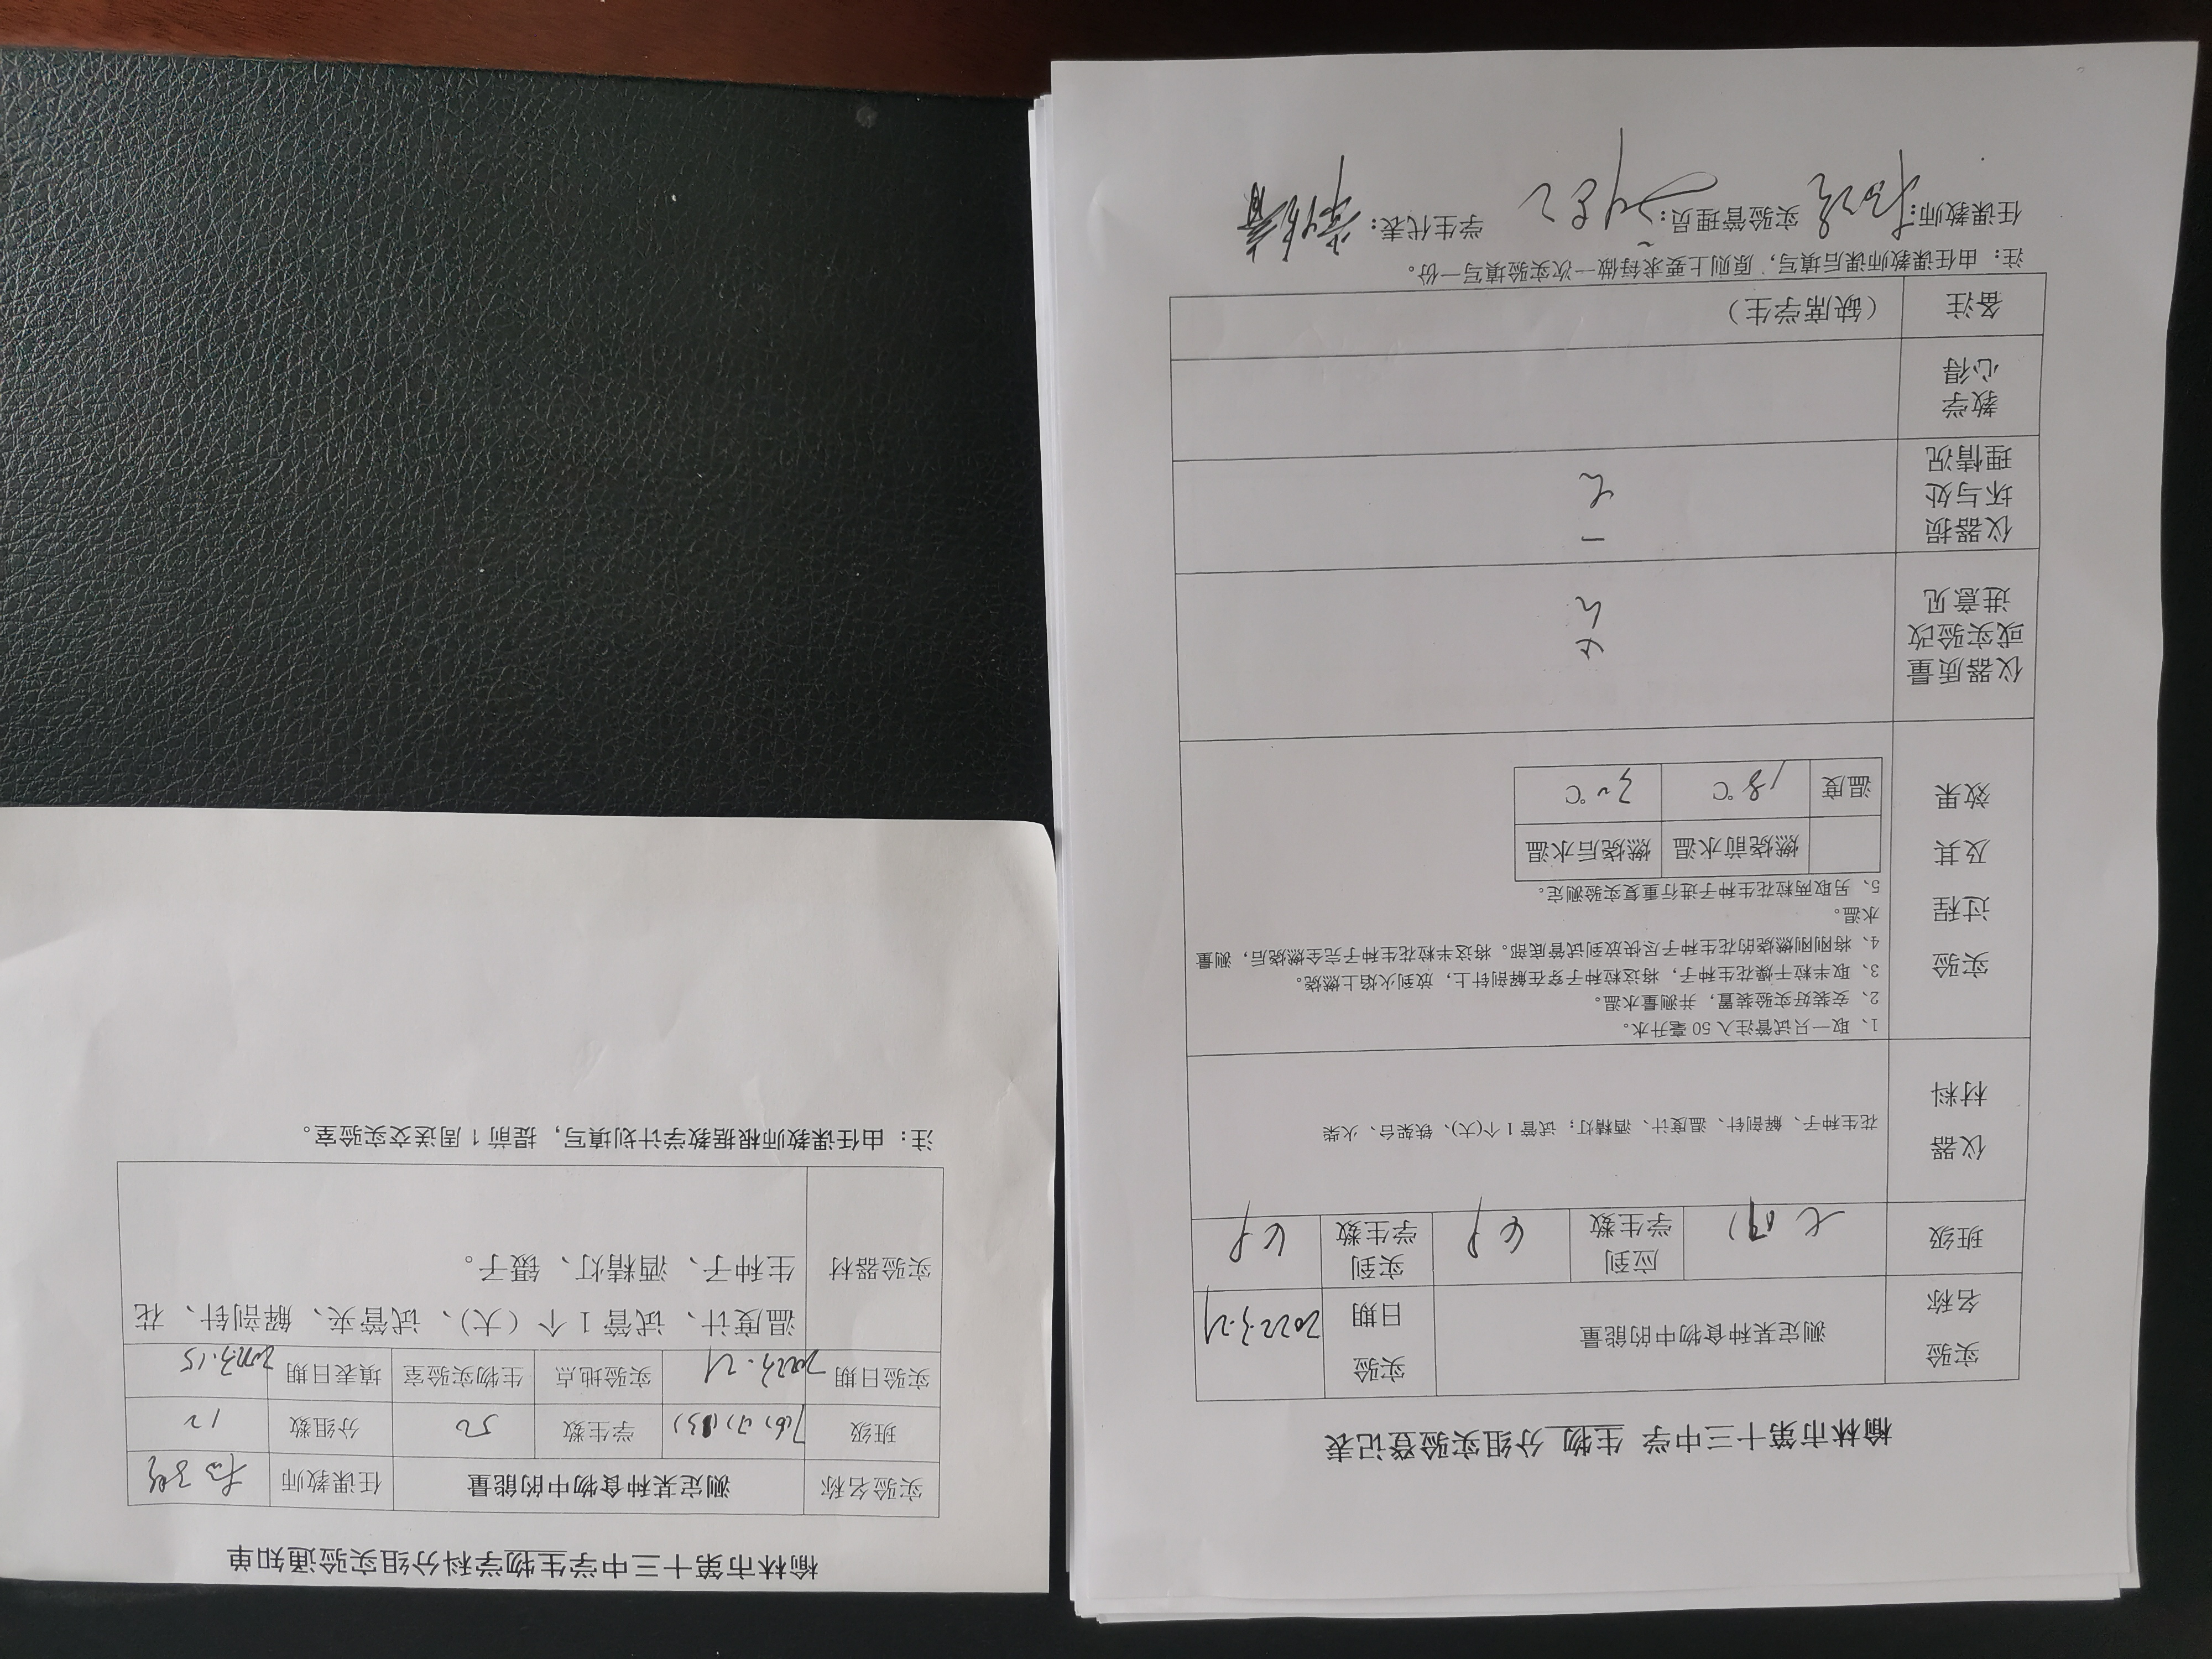 榆林市第十三中学 生物 分组实验登记表
实验名称 测定某种食物中的能量 实验日期 2022.3.21
班级 应到学生数 49 实到学生数 49
仪器材料 花生种子、解剖针、温度计、酒精灯；试管1个(大)、铁架台、火柴
实验过程及其效果
1、取一只试管注入50毫升水。
2、安装好实验装置，并测量水温。
3、取半粒干燥花生种子，将这粒种子穿在解剖针上，放到火焰上燃烧。
4、将刚刚燃烧的花生种子尽快放到试管底部。将这半粒花生种子完全燃烧后，测量
水温。
5、另取两粒花生种子进行重复实验测定。
燃烧前水温 燃烧后水温
温度 18℃ 30℃
仪器质量或实验改进意见
仪器损坏与处理情况
教学心得
备注 （缺席学生）
注：由任课教师课后填写，原则上要求每做一次实验填写一份。
任课教师: 实验管理员: 学生代表:
榆林市第十三中学生物学科分组实验通知单
实验名称 测定某种食物中的能量 任课教师
班级 学生数 50 分组数 12
实验日期 2022.3.21 实验地点 生物实验室 填表日期 2022.3.15
实验器材 温度计、试管1个（大）、试管夹、解剖针、花
生种子、酒精灯、镊子。
注：由任课教师根据教学计划填写，提前1周送交实验室。